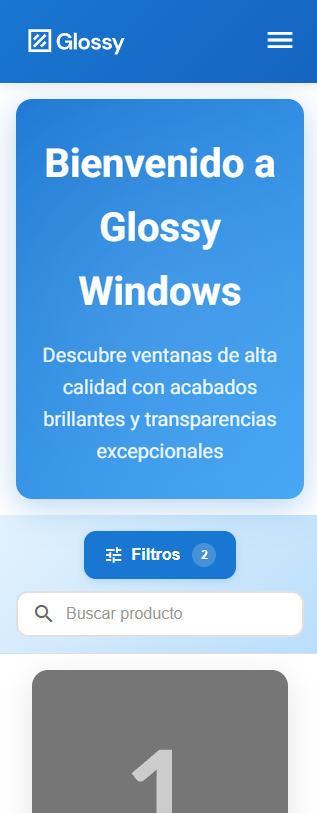 Glossy
Bienvenido a
Glossy
Windows
Descubre ventanas de alta
calidad con acabados
brillantes y transparencias
excepcionales
Filtros 2
Buscar producto
1